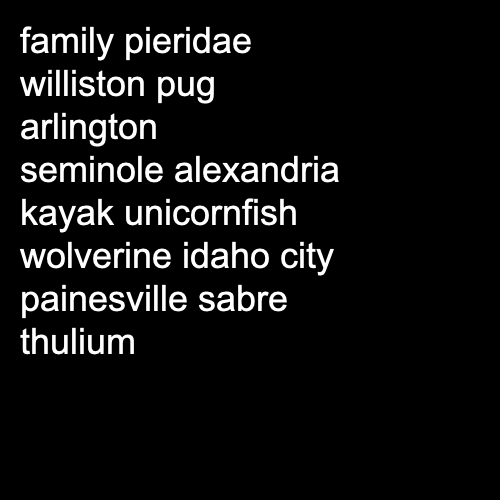 family pieridae
williston pug
arlington
seminole alexandria
kayak unicornfish
wolverine idaho city
painesville sabre
thulium